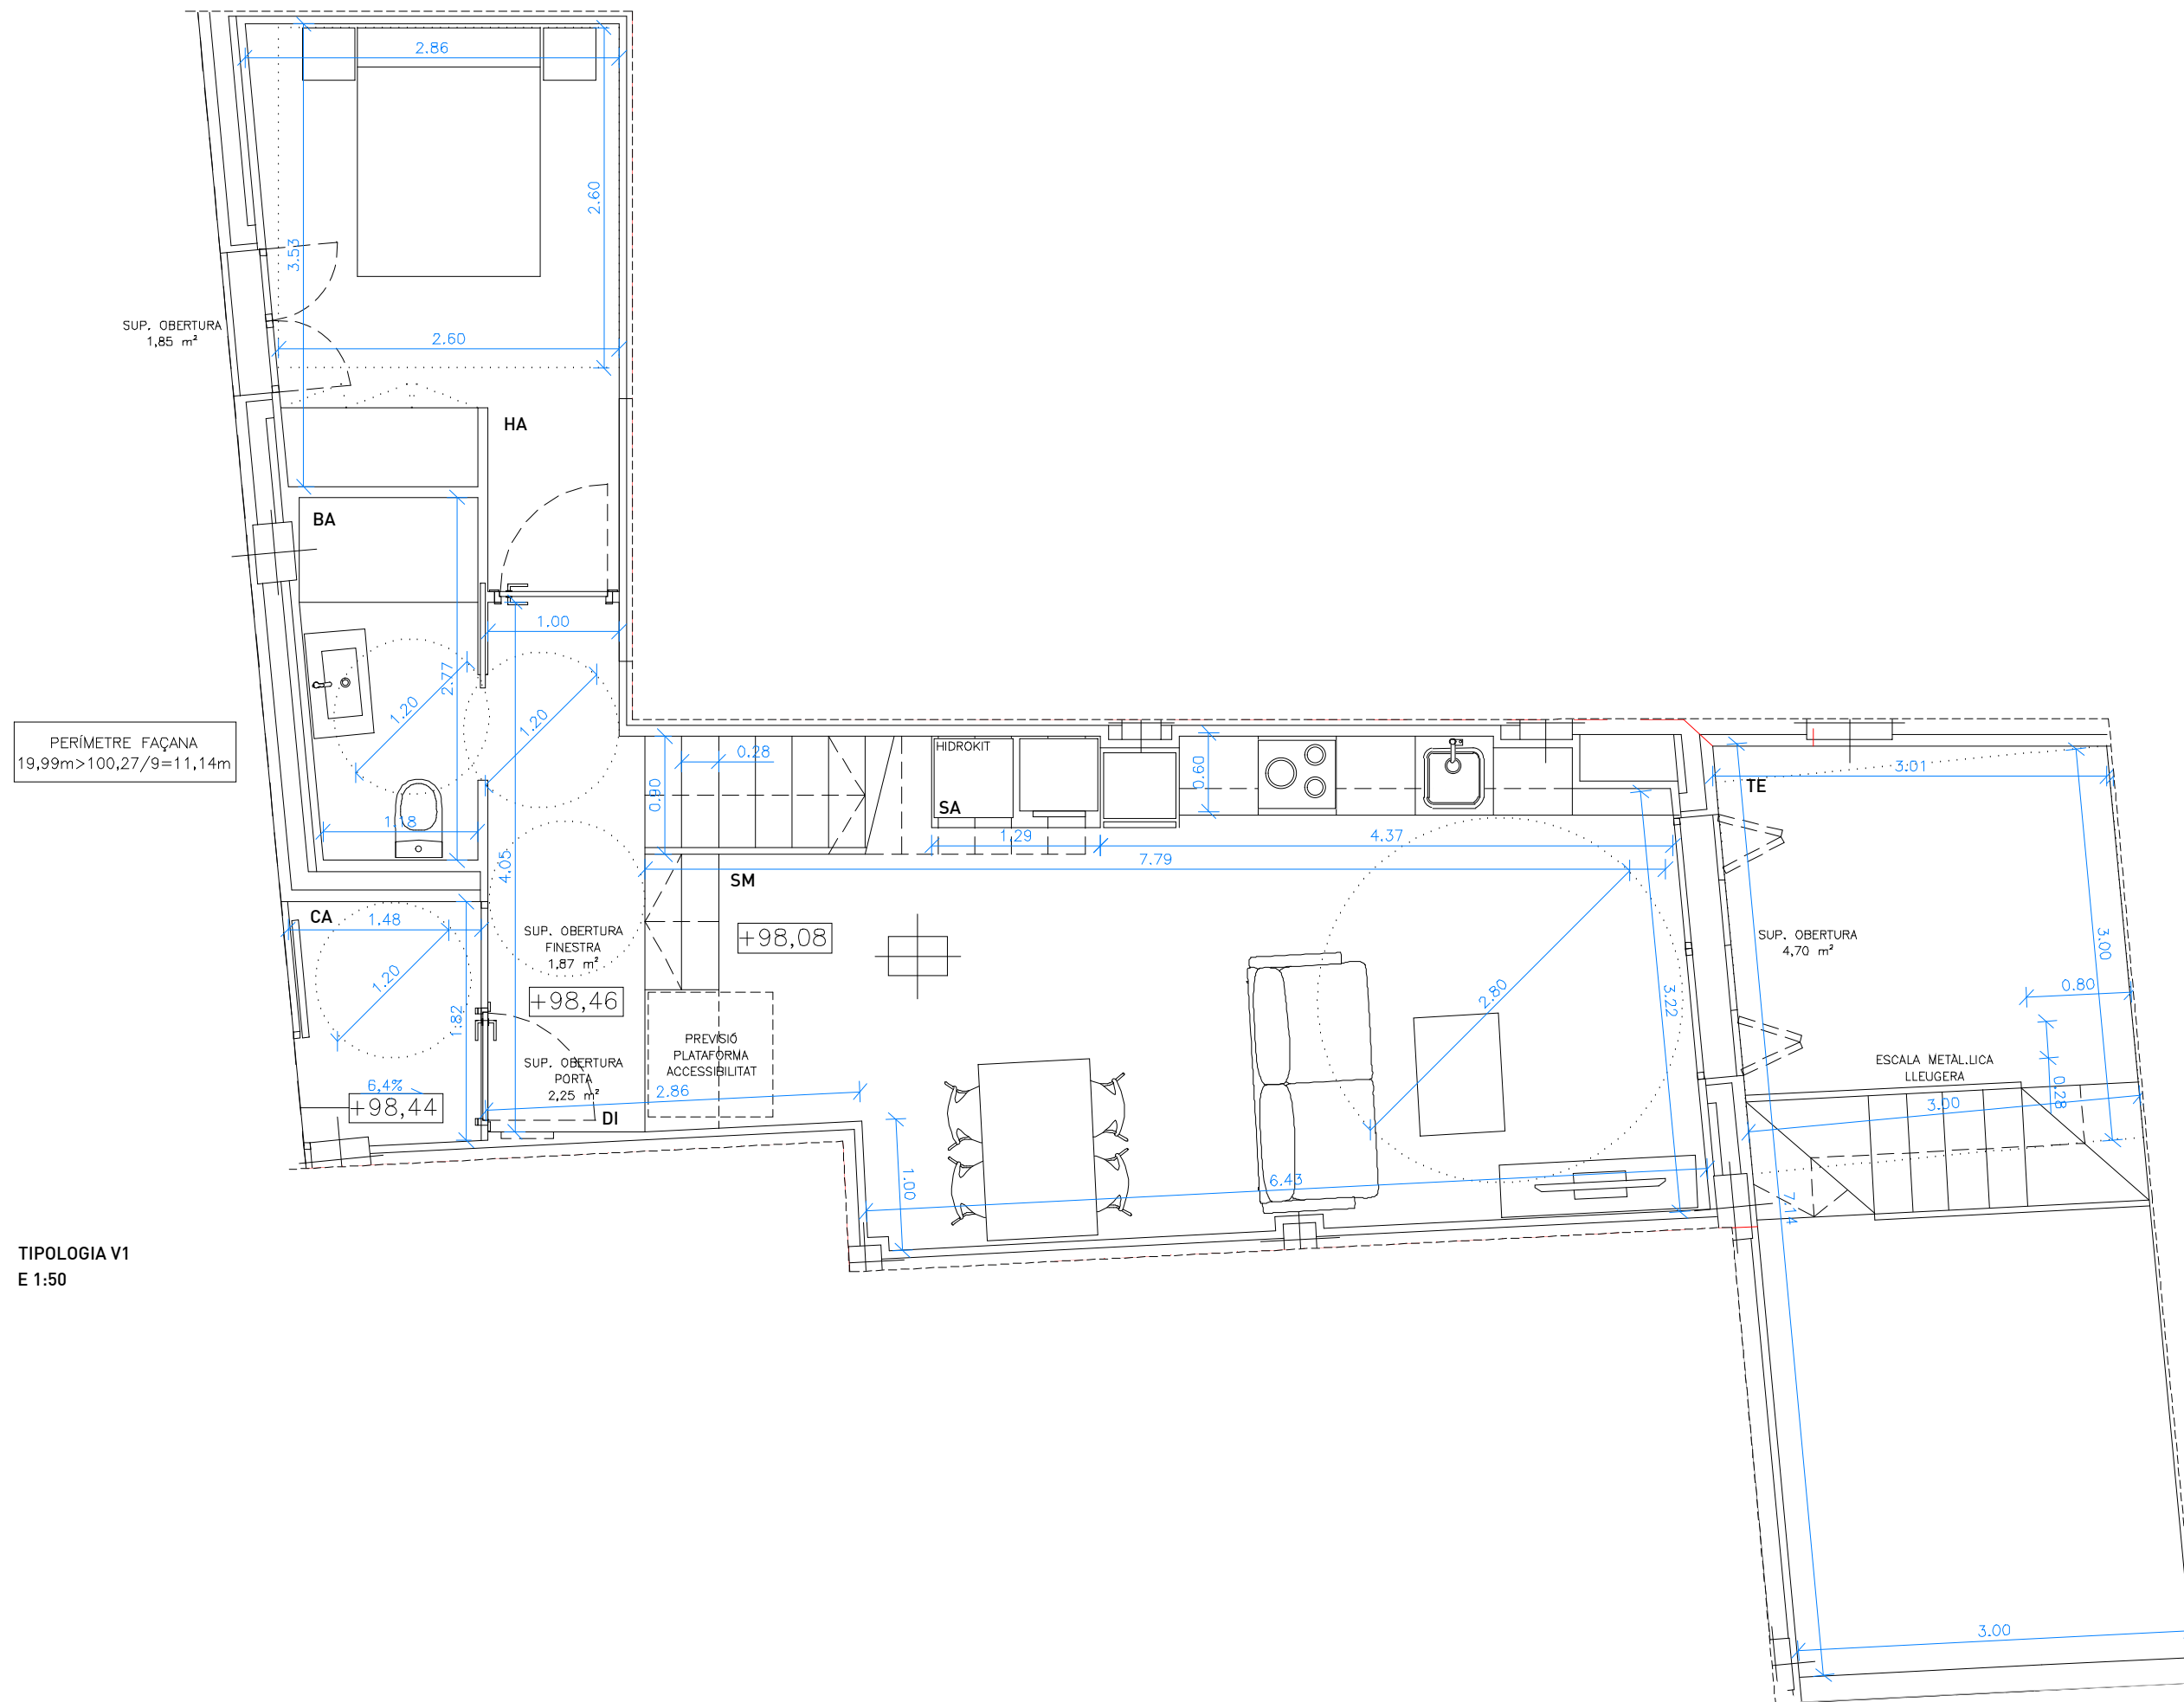 2.86
2.60
3.53
SUP. OBERTURA
1,85 m²
2.60
HA
BA
1.00
2.77
1.20
1.20
PERÍMETRE FAÇANA
19,99m>100,27/9=11,14m
0.28
0.90
HIDROKIT
SA
0.60
3.01
TE
1.18
4.05
1.29
4.37
7.79
SM
CA
1.48
1.20
1.82
SUP. OBERTURA
FINESTRA
1,87 m²
+98,08
+98,46
2.80
3.22
SUP. OBERTURA
4,70 m²
3.00
0.80
PREVISIÓ
PLATAFORMA
ACCESSIBILITAT
SUP. OBERTURA
PORTA
2,25 m²
2.86
DI
6,4%
+98,44
ESCALA METAL.LICA
LLEUGERA
0.28
3.00
1.00
6.43
7.14
TIPOLOGIA V1
E 1:50
3.00